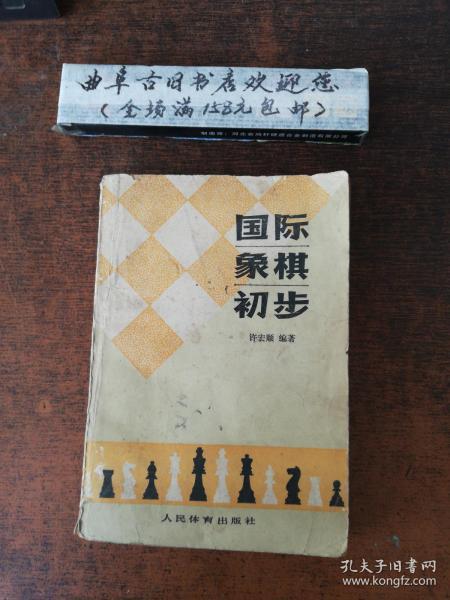 曲阜古旧书店欢迎您
(全场满158元包邮)
国际
象棋
初步
许宏顺 编著
人民体育出版社
孔夫子旧书网
www.kongfz.com